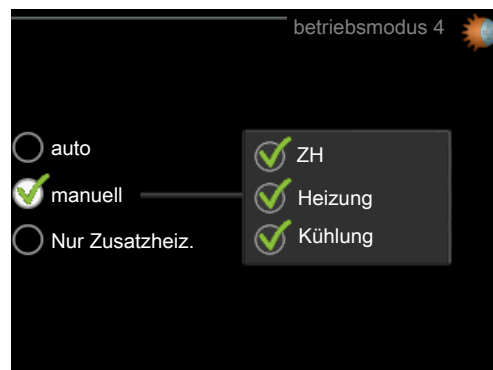 betriebsmodus 4
auto
manuell
Nur Zusatzheiz.
ZH
Heizung
Kühlung